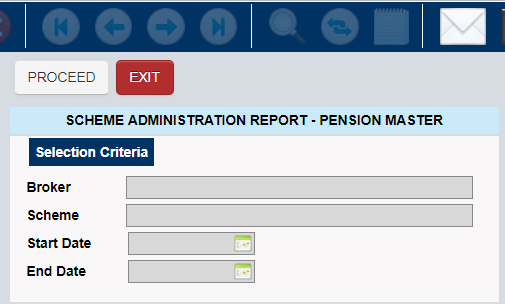 PROCEED EXIT
SCHEME ADMINISTRATION REPORT - PENSION MASTER
Selection Criteria
Broker
Scheme
Start Date
End Date